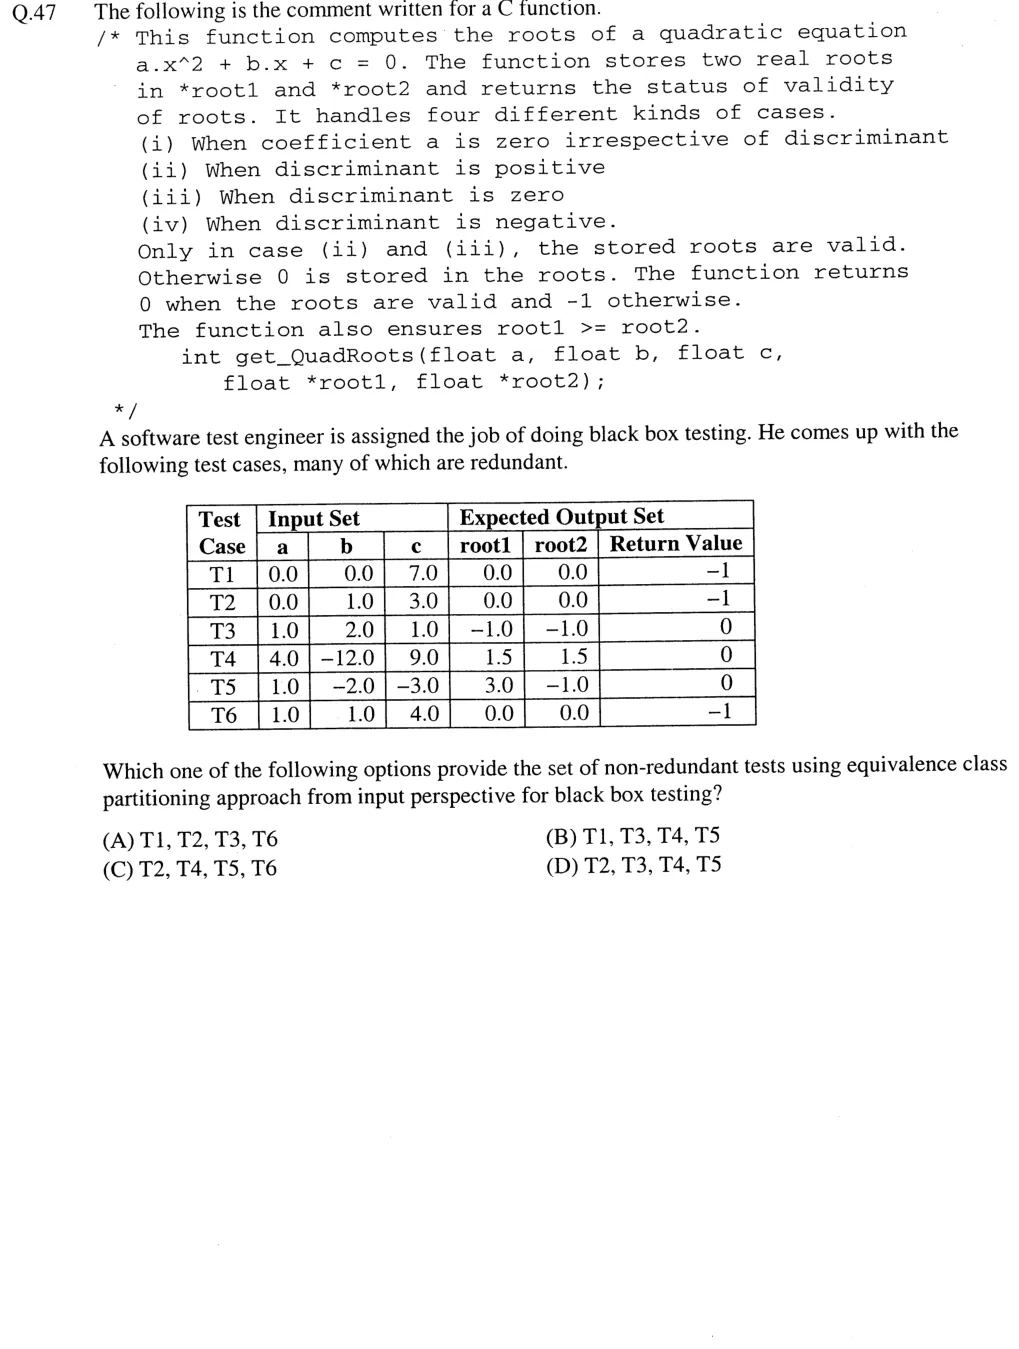 Q.47 The following is the comment written for a C function.
/* This function computes the roots of a quadratic equation
a.x^2 + b.x + c = 0. The function stores two real roots
in *root1 and *root2 and returns the status of validity
of roots. It handles four different kinds of cases.
(i) When coefficient a is zero irrespective of discriminant
(ii) When discriminant is positive
(iii) When discriminant is zero
(iv) When discriminant is negative.
Only in case (ii) and (iii), the stored roots are valid.
Otherwise 0 is stored in the roots. The function returns
0 when the roots are valid and -1 otherwise.
The function also ensures root1 >= root2.
int get_QuadRoots(float a, float b, float c,
float *root1, float *root2);
*/
A software test engineer is assigned the job of doing black box testing. He comes up with the
following test cases, many of which are redundant.
Test Input Set Expected Output Set
Case a b c root1 root2 Return Value
T1 0.0 0.0 7.0 0.0 0.0 −1
T2 0.0 1.0 3.0 0.0 0.0 −1
T3 1.0 2.0 1.0 −1.0 −1.0 0
T4 4.0 −12.0 9.0 1.5 1.5 0
T5 1.0 −2.0 −3.0 3.0 −1.0 0
T6 1.0 1.0 4.0 0.0 0.0 −1
Which one of the following options provide the set of non-redundant tests using equivalence class
partitioning approach from input perspective for black box testing?
(A) T1, T2, T3, T6 (B) T1, T3, T4, T5
(C) T2, T4, T5, T6 (D) T2, T3, T4, T5